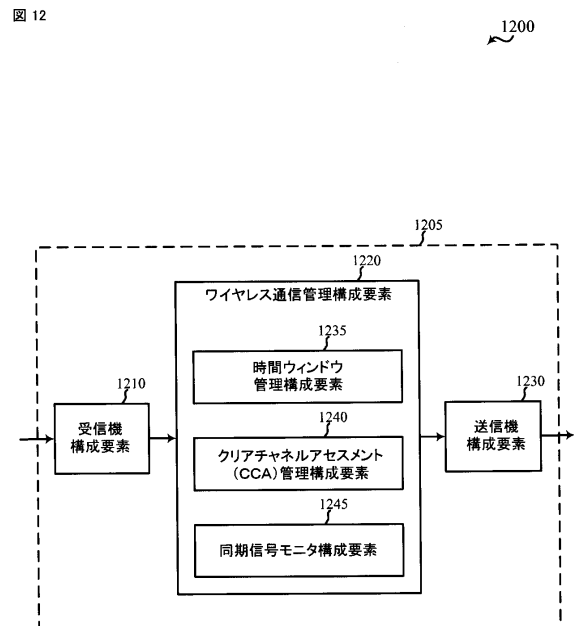 図 12
1200
1205
1220
ワイヤレス通信管理構成要素
1235
時間ウィンドウ
管理構成要素
1210
受信機
構成要素
1240
クリアチャネルアセスメント
(CCA)管理構成要素
1230
送信機
構成要素
1245
同期信号モニタ構成要素